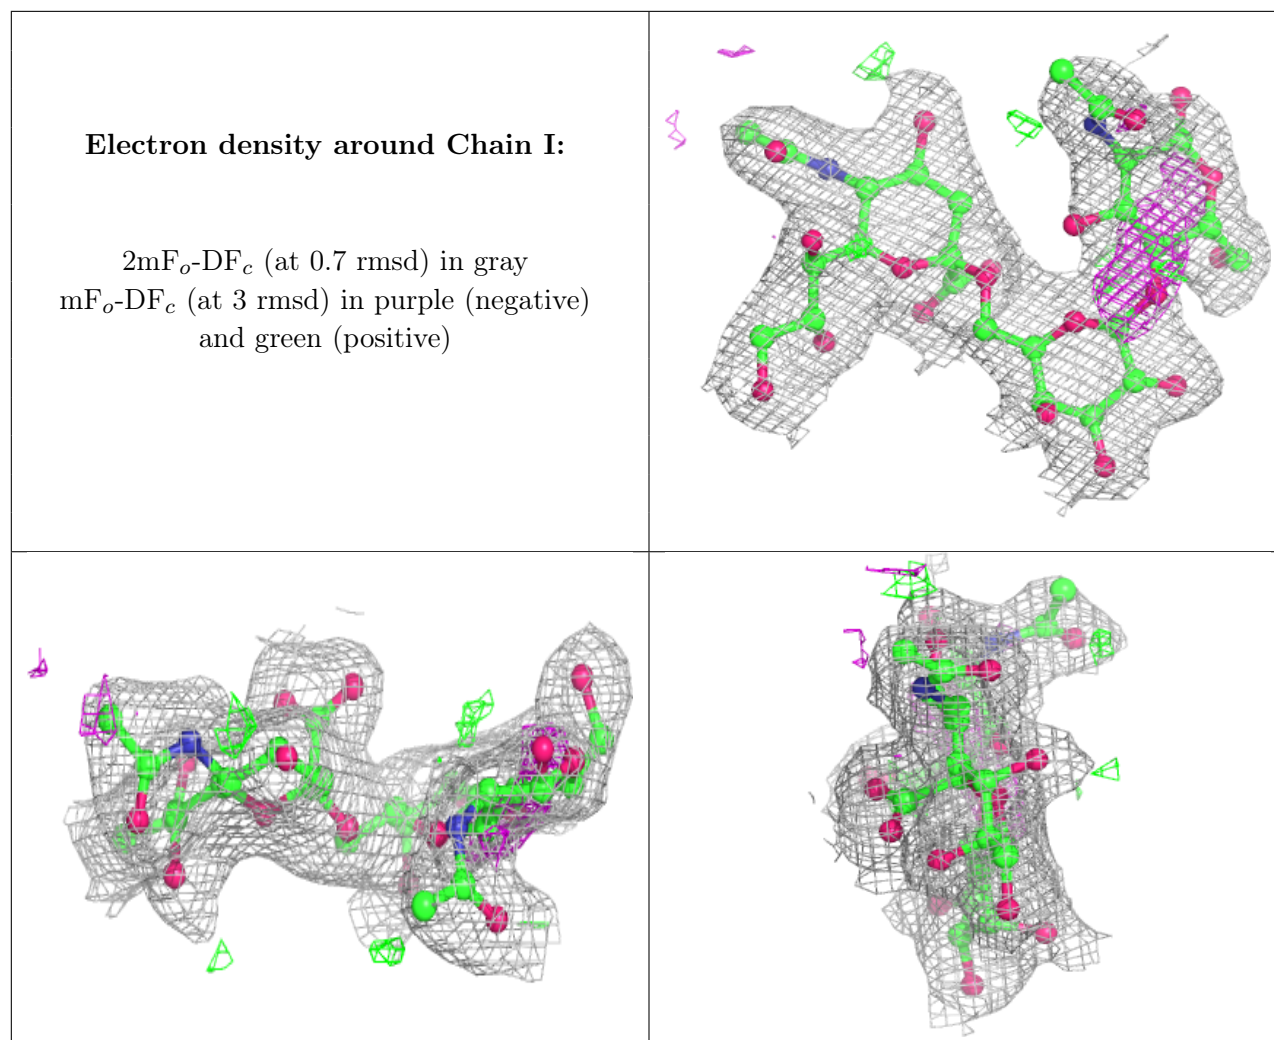 Electron density around Chain I:
2mFo-DFc (at 0.7 rmsd) in gray
mFo-DFc (at 3 rmsd) in purple (negative)
and green (positive)